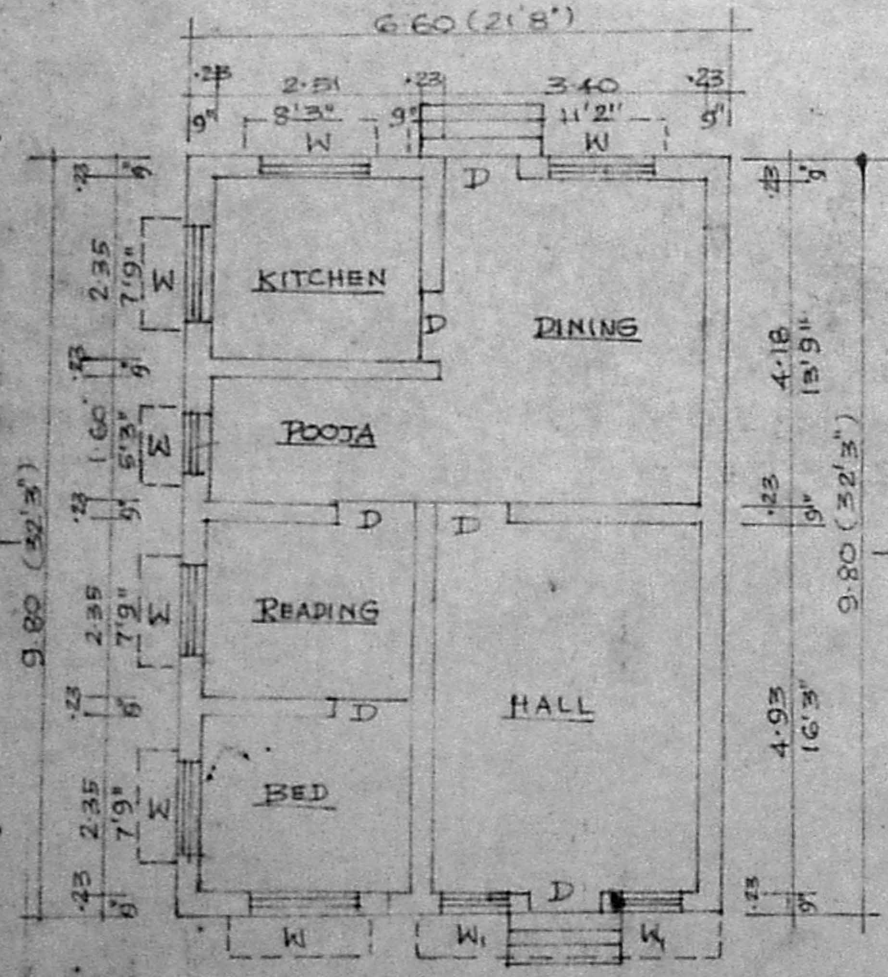 6.60 (21'8")
.23 2.51 .23 3.40 .23
9" 8'3" 9" 11'2" 9"
W W
D
.23 9" .23 9"
2.35 7'9" W KITCHEN D DINING
4.18 13'9"
.23 9"
1.60 5'3" W POOJA
9.80 (32'3") 9.80 (32'3")
.23 9" D D .23 9"
2.35 7'9" W READING
.23 9" D HALL 4.93 16'3"
2.35 7'9" W BED
.23 9" D .23 9"
W W1 W1